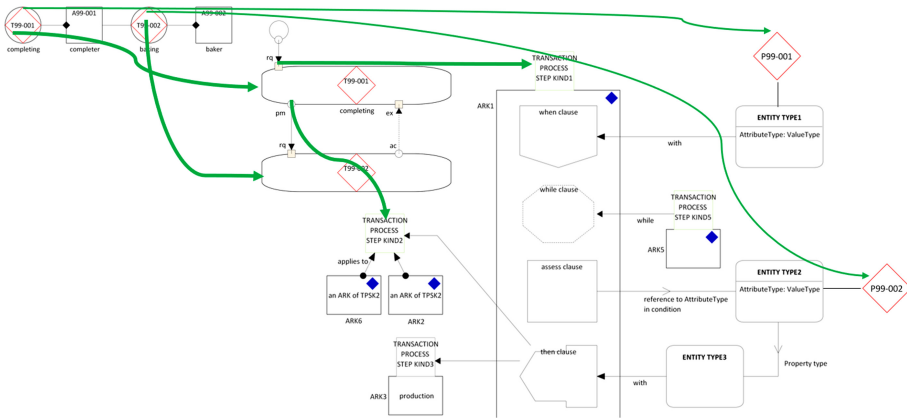 T99-001
completing
A99-001
completer
T99-002
baking
A99-002
baker
rq
T99-001
completing
pm
ex
rq
ac
T99-002
TRANSACTION
PROCESS
STEP KIND1
ARK1
when clause
with
while clause
while
TRANSACTION
PROCESS
STEP KIND5
ARK5
assess clause
reference to AttributeType
in condition
then clause
with
P99-001
ENTITY TYPE1
AttributeType: ValueType
ENTITY TYPE2
AttributeType: ValueType
P99-002
Property type
ENTITY TYPE3
TRANSACTION
PROCESS
STEP KIND2
applies to
an ARK of TPSK2
ARK6
an ARK of TPSK2
ARK2
TRANSACTION
PROCESS
STEP KIND3
ARK3
production